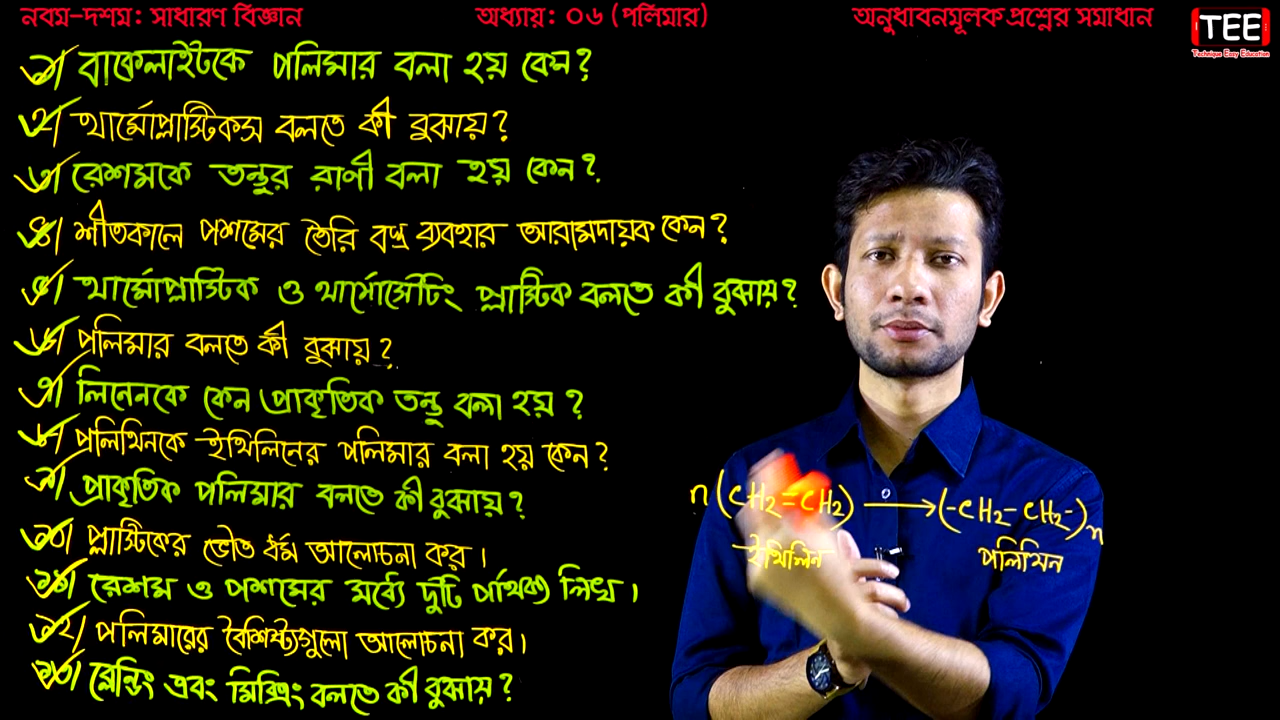 নবম-দশম: সাধারণ বিজ্ঞান
অধ্যায়: ০৬ (পলিমার)
অনুধাবনমূলক প্রশ্নের সমাধান
TEE
Technique Easy Education
১। বাকেলাইটকে পলিমার বলা হয় কেন?
২। থার্মোপ্লাস্টিকস বলতে কী বুঝায়?
৩। রেশমকে তন্তুর রাণী বলা হয় কেন?
৪। শীতকালে পশমের তৈরি বস্ত্র ব্যবহার আরামদায়ক কেন?
৫। থার্মোপ্লাস্টিক ও থার্মোসেটিং প্লাস্টিক বলতে কী বুঝায়?
৬। পলিমার বলতে কী বুঝায়?
৭। লিনেনকে কেন প্রাকৃতিক তন্তু বলা হয়?
৮। পলিথিনকে ইথিলিনের পলিমার বলা হয় কেন?
৯। প্রাকৃতিক পলিমার বলতে কী বুঝায়?
১০। প্লাস্টিকের ভৌত ধর্ম আলোচনা কর।
১১। রেশম ও পশমের মধ্যে দুটি পার্থক্য লিখ।
১২। পলিমারের বৈশিষ্ট্যগুলো আলোচনা কর।
১৩। ব্লেন্ডিং এবং মিক্সিং বলতে কী বুঝায়?
n(CH₂=CH₂) ⟶ (-CH₂-CH₂-)n
ইথিলিন পলিথিন